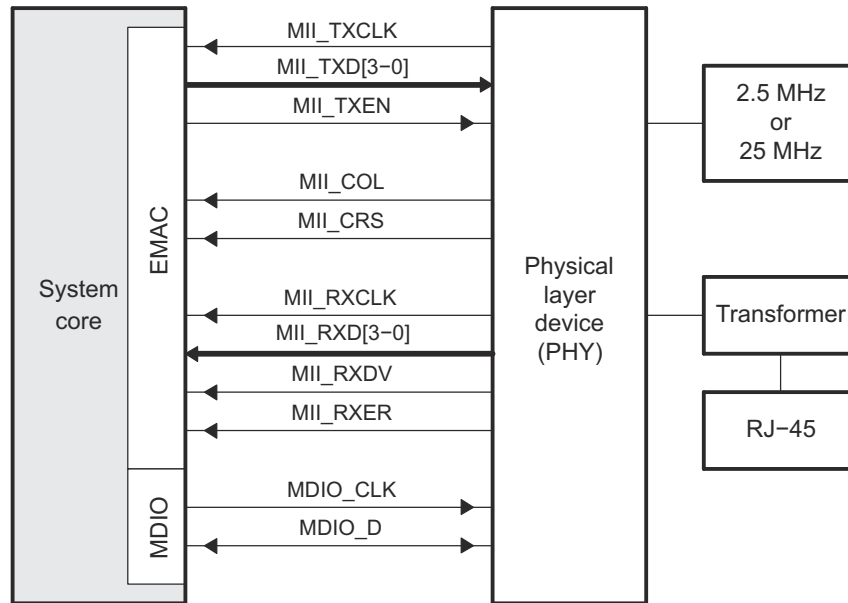 System
core
EMAC
MDIO
MII_TXCLK
MII_TXD[3−0]
MII_TXEN
MII_COL
MII_CRS
MII_RXCLK
MII_RXD[3−0]
MII_RXDV
MII_RXER
MDIO_CLK
MDIO_D
Physical
layer
device
(PHY)
2.5 MHz
or
25 MHz
Transformer
RJ−45